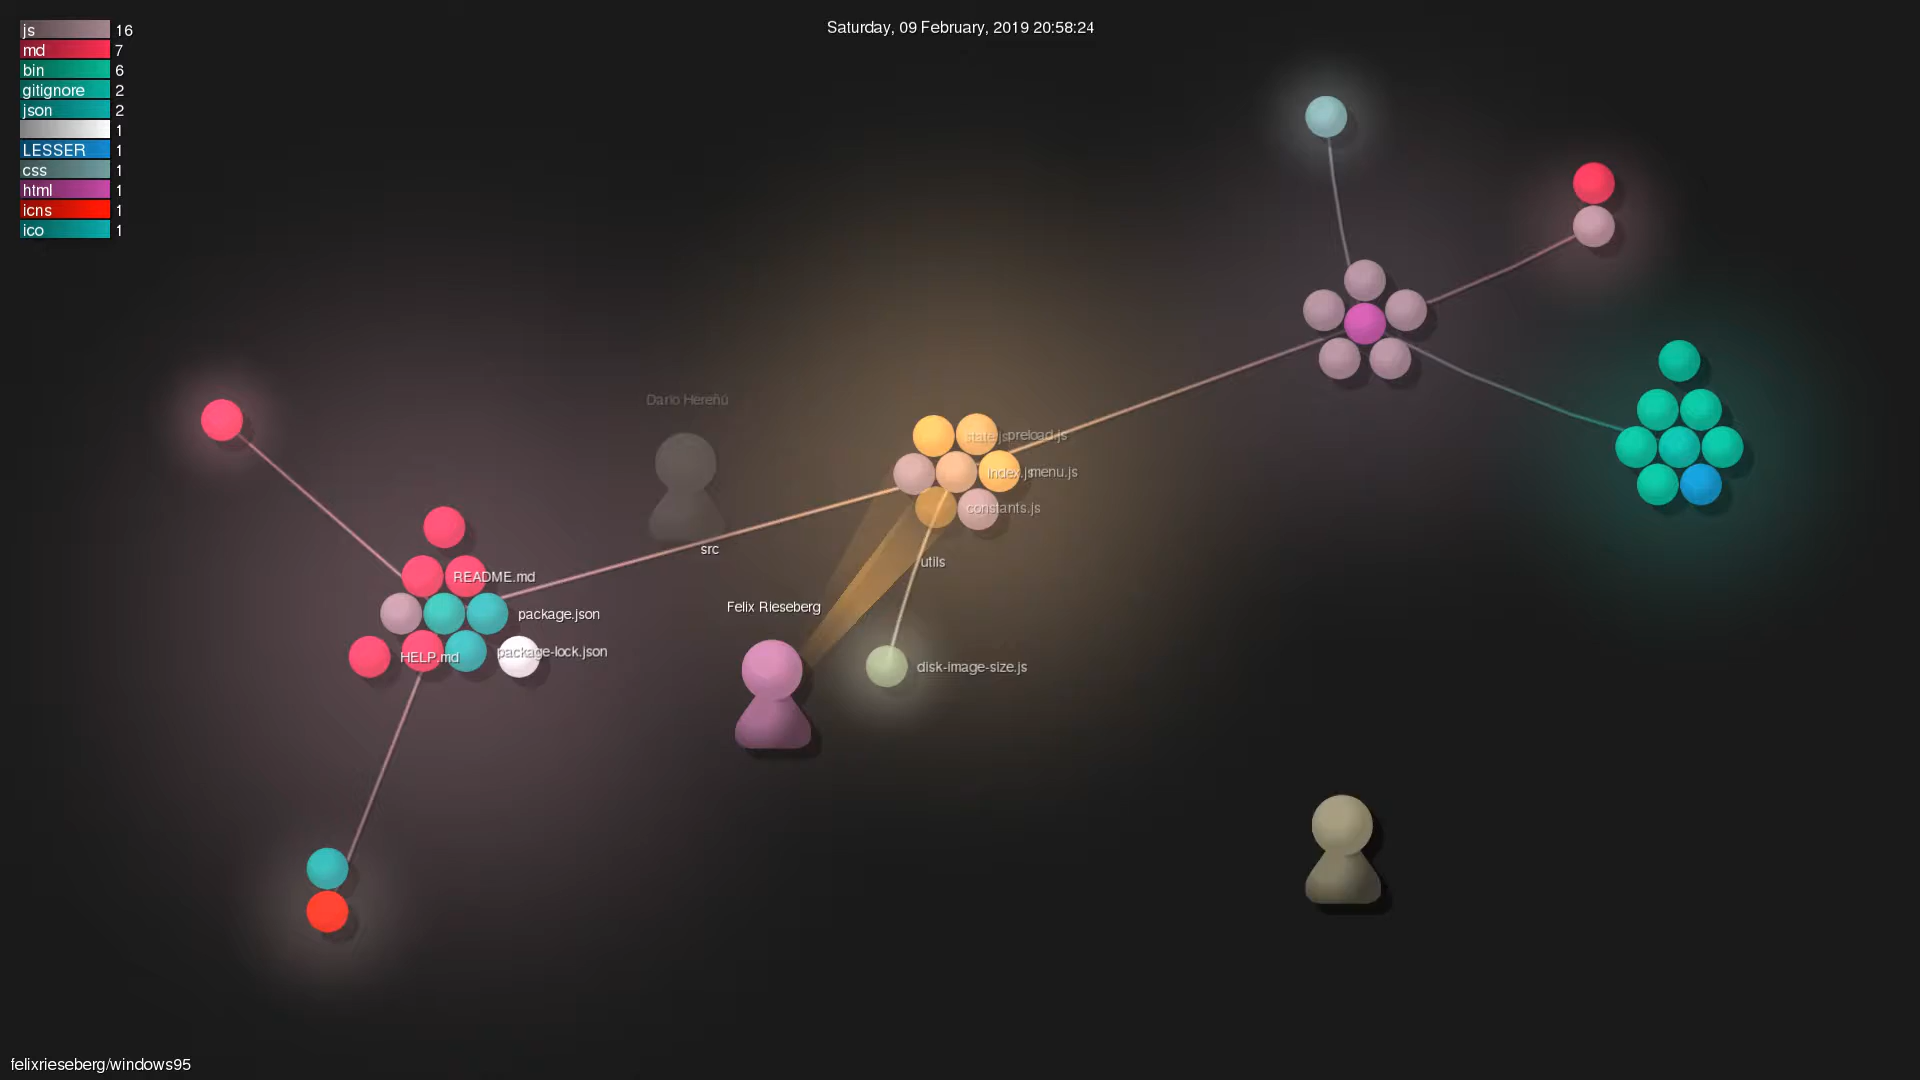 Saturday, 09 February, 2019 20:58:24
js 16
md 7
bin 6
gitignore 2
json 2
1
LESSER 1
css 1
html 1
icns 1
ico 1
Dario Hereñú
state.js
preload.js
index.js
menu.js
constants.js
src
utils
README.md
Felix Rieseberg
package.json
package-lock.json
HELP.md
disk-image-size.js
felixrieseberg/windows95